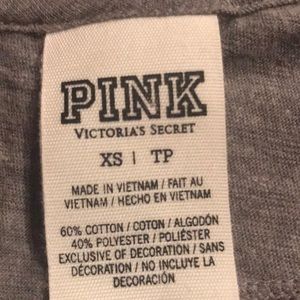 PINK
VICTORIA'S SECRET
XS | TP
MADE IN VIETNAM / FAIT AU
VIETNAM / HECHO EN VIETNAM
60% COTTON / COTON / ALGODÓN
40% POLYESTER / POLIÉSTER
EXCLUSIVE OF DECORATION / SANS
DÉCORATION / NO INCLUYE LA
DECORACIÓN